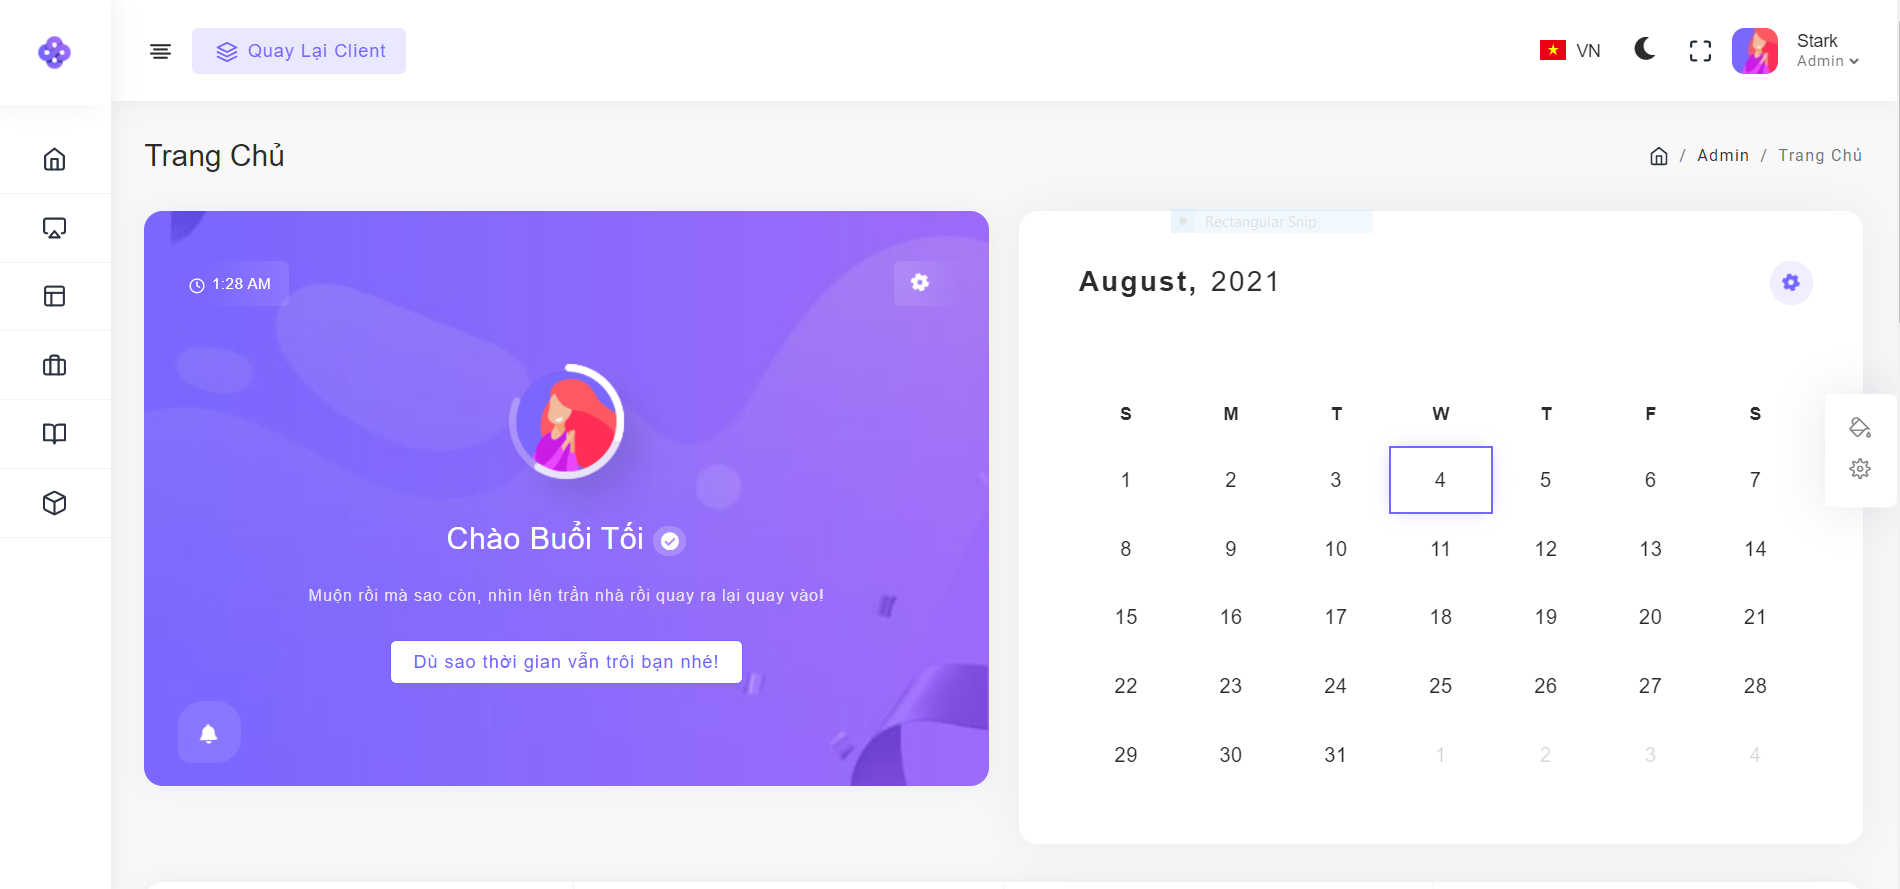 Quay Lại Client
VN
Stark
Admin
Trang Chủ
/ Admin / Trang Chủ
1:28 AM
Chào Buổi Tối
Muộn rồi mà sao còn, nhìn lên trần nhà rồi quay ra lại quay vào!
Dù sao thời gian vẫn trôi bạn nhé!
Rectangular Snip
August, 2021
S M T W T F S
1 2 3 4 5 6 7
8 9 10 11 12 13 14
15 16 17 18 19 20 21
22 23 24 25 26 27 28
29 30 31 1 2 3 4